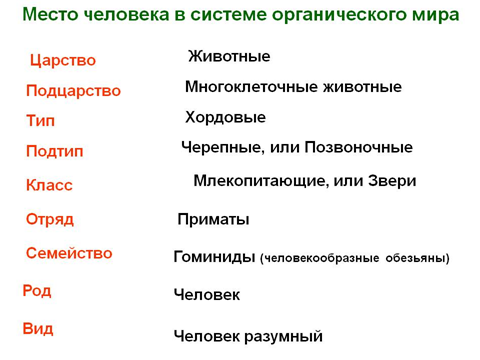 Место человека в системе органического мира
Царство Животные
Подцарство Многоклеточные животные
Тип Хордовые
Подтип Черепные, или Позвоночные
Класс Млекопитающие, или Звери
Отряд Приматы
Семейство Гоминиды (человекообразные обезьяны)
Род Человек
Вид Человек разумный